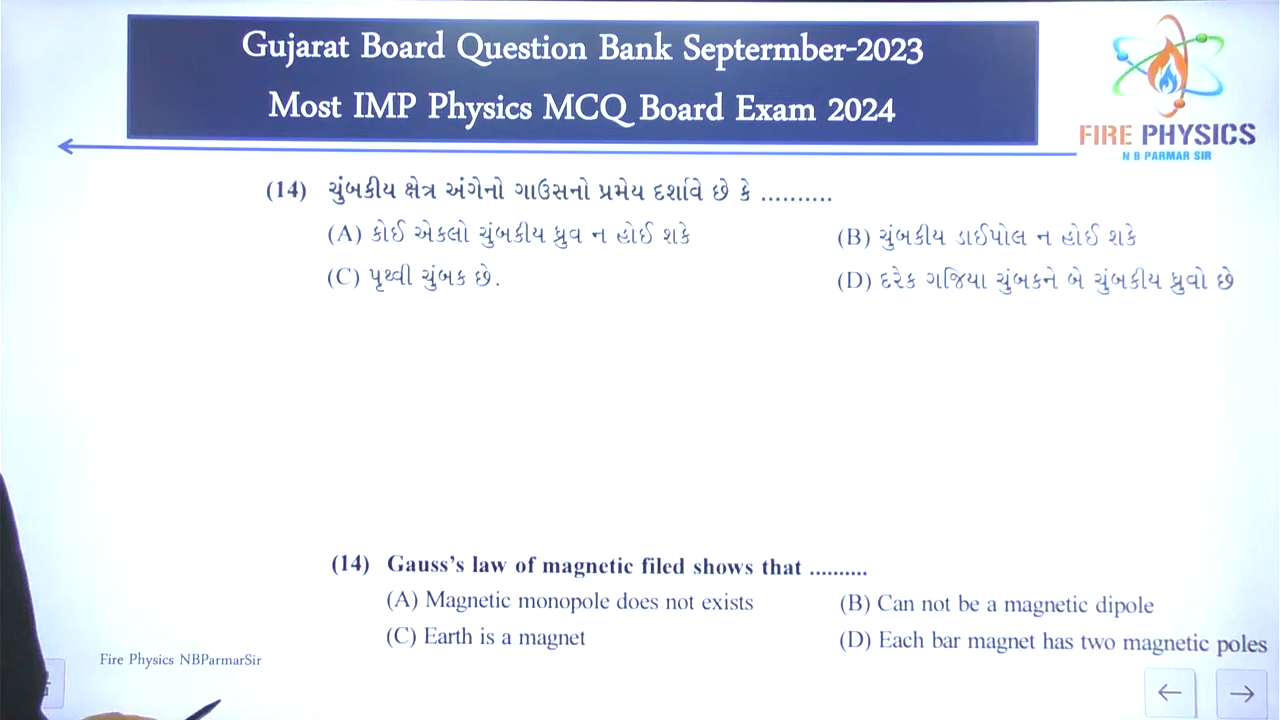 Gujarat Board Question Bank Septermber-2023
Most IMP Physics MCQ Board Exam 2024
FIRE PHYSICS
N B PARMAR SIR
(14) ચુંબકીય ક્ષેત્ર અંગેનો ગાઉસનો પ્રમેય દર્શાવે છે કે ..........
(A) કોઈ એકલો ચુંબકીય ધ્રુવ ન હોઈ શકે
(B) ચુંબકીય ડાઈપોલ ન હોઈ શકે
(C) પૃથ્વી ચુંબક છે.
(D) દરેક ગજિયા ચુંબકને બે ચુંબકીય ધ્રુવો છે
(14) Gauss's law of magnetic filed shows that ..........
(A) Magnetic monopole does not exists
(B) Can not be a magnetic dipole
(C) Earth is a magnet
(D) Each bar magnet has two magnetic poles
Fire Physics NBParmarSir